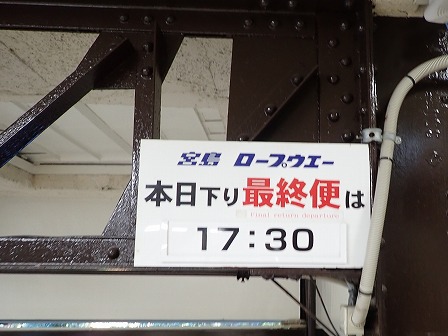 宮島 ロープウエー
本日下り最終便は
Final return departure
17:30